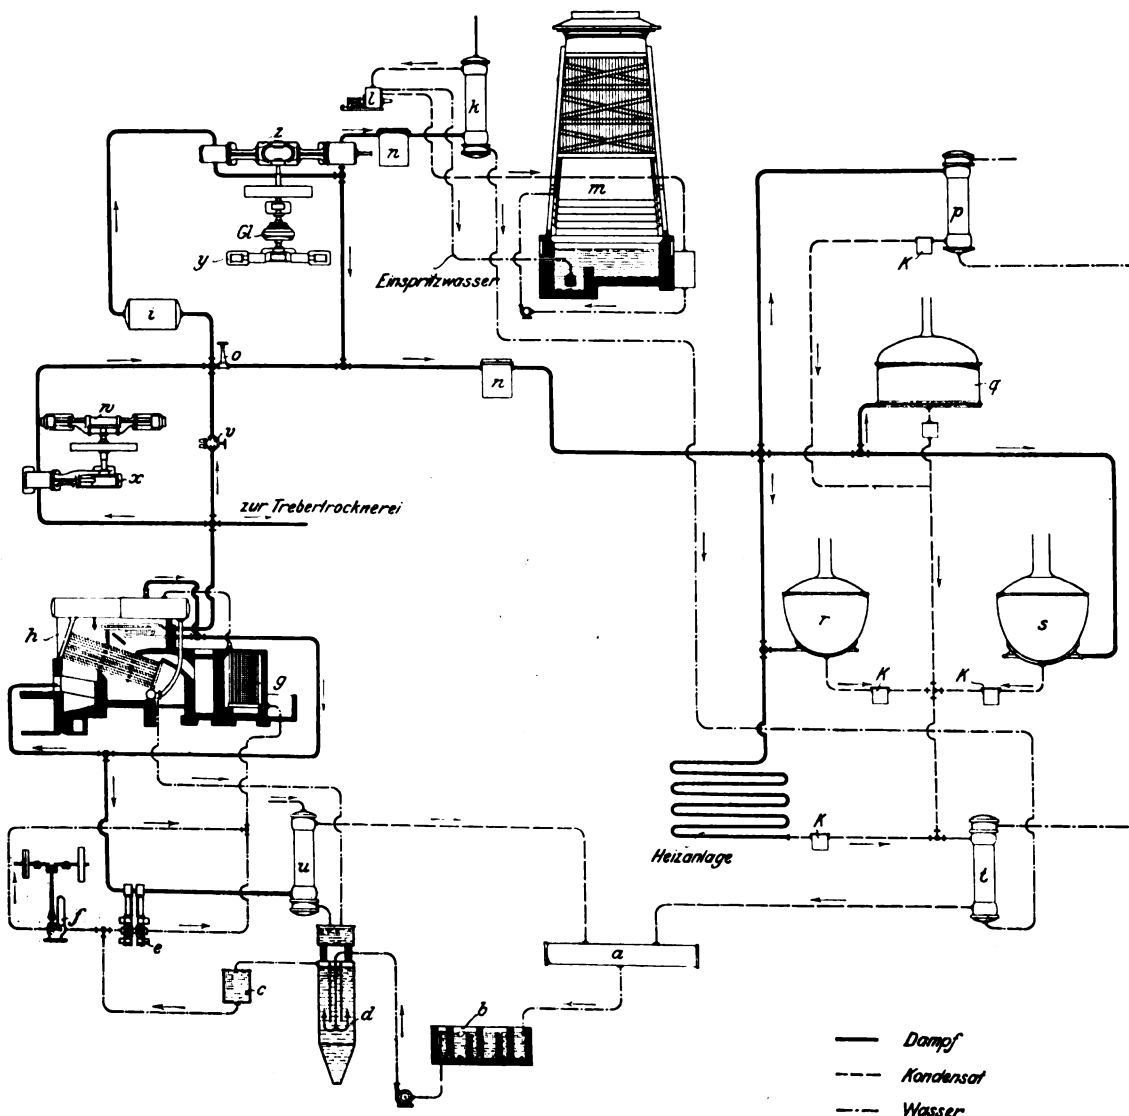 l
k
z
n
m
p
Gl
K
y
Einspritzwasser
i
q
o
n
w
v
x
zur Trebertrocknerei
r
s
h
K
K
g
K
Heizanlage
u
t
f
e
a
c
d
b
Dampf
Kondensat
Wasser